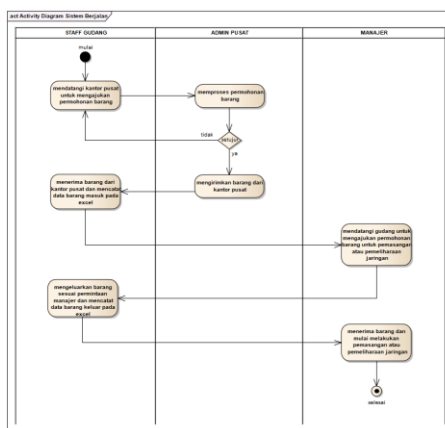 act Activity Diagram Sistem Berjalan
STAFF GUDANG
ADMIN PUSAT
MANAJER
mulai
mendatangi kantor pusat
untuk mengajukan
permohonan barang
memproses permohonan
barang
tidak
setuju
ya
mengirimkan barang dari
kantor pusat
menerima barang dari
kantor pusat dan mencatat
data barang masuk pada
excel
mendatangi gudang untuk
mengajukan permohonan
barang untuk pemasangan
atau pemeliharaan
jaringan
mengeluarkan barang
sesuai permintaan
manajer dan mencatat
data barang keluar pada
excel
menerima barang dan
mulai melakukan
pemasangan atau
pemeliharaan jaringan
selesai